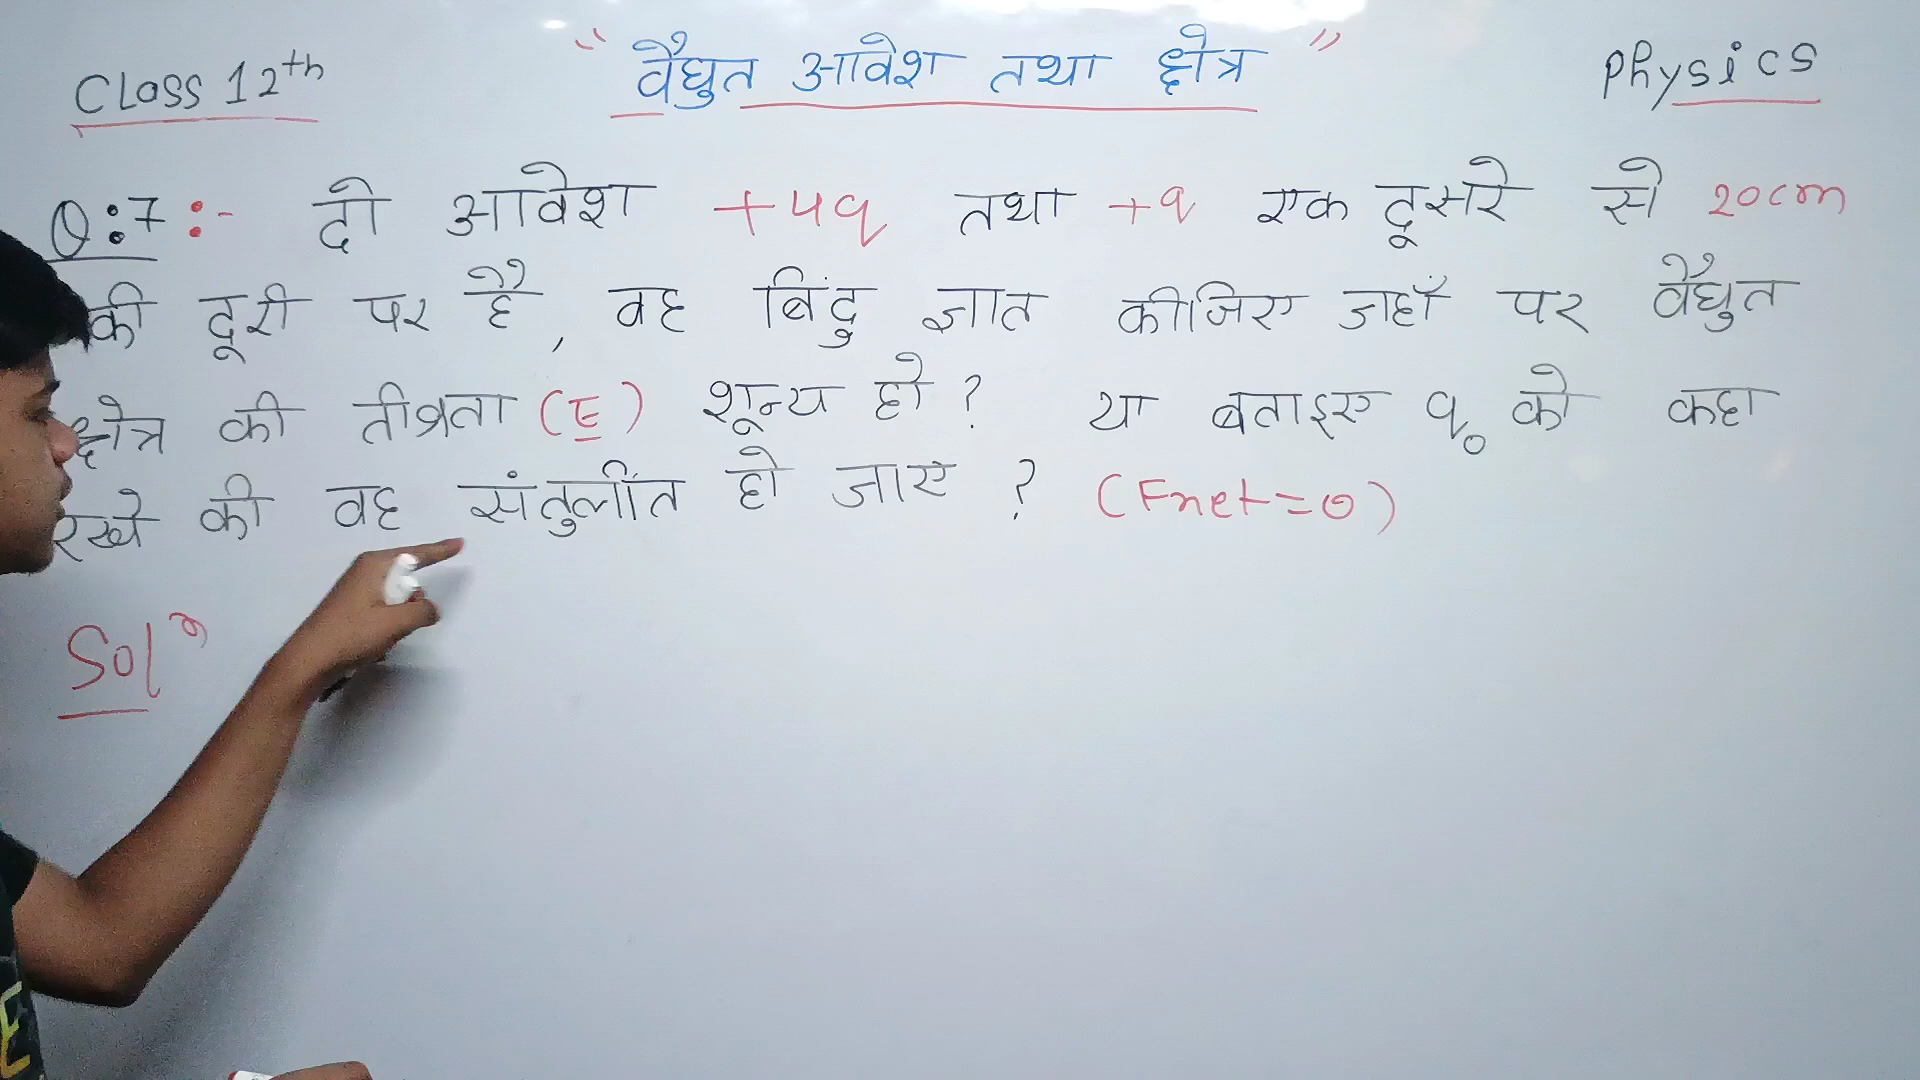 Class 12th
" वैद्युत आवेश तथा क्षेत्र "
Physics
Q:7 :- दो आवेश +4q तथा +q एक दूसरे से 20cm
की दूरी पर है , वह बिंदु ज्ञात कीजिए जहाँ पर वैद्युत
क्षेत्र की तीव्रता (E) शून्य हो ? या बताइए q₀ को कहा
रखे की वह संतुलीत हो जाए ? (Fnet=0)
Solⁿ